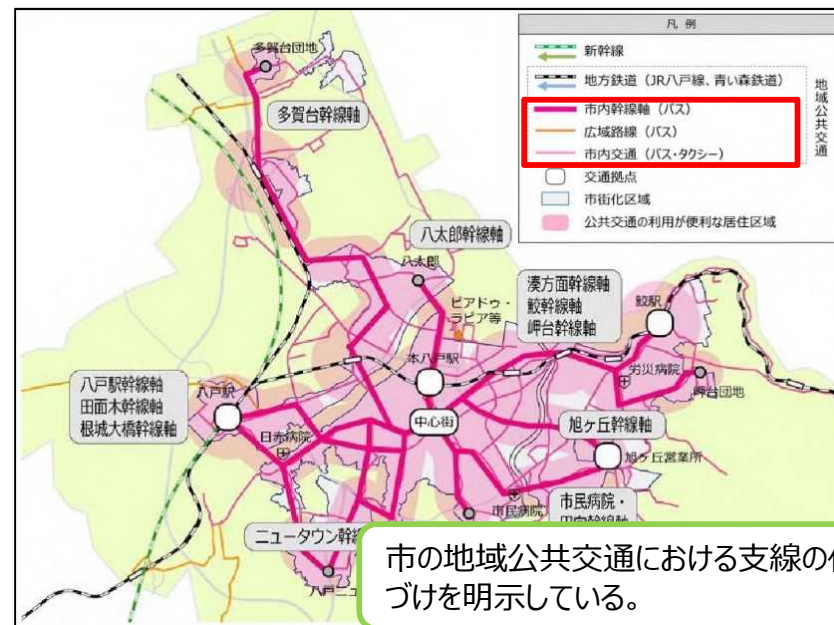 凡 例
新幹線
地方鉄道（JR八戸線、青い森鉄道）
市内幹線軸（バス）
広域路線（バス）
市内交通（バス・タクシー）
地域公共交通
交通拠点
市街化区域
公共交通の利用が便利な居住区域
多賀台団地
多賀台幹線軸
八太郎幹線軸
八太郎
ピアドゥ・
ラピア等
湊方面幹線軸
鮫幹線軸
岬台幹線軸
鮫駅
労災病院
岬台団地
本八戸駅
中心街
八戸駅幹線軸
田面木幹線軸
根城大橋幹線軸
八戸駅
日赤病院
旭ヶ丘幹線軸
旭ヶ丘営業所
市民病院
市民病院・
ニュータウン幹
八戸ニュ
市の地域公共交通における支線の
づけを明示している。